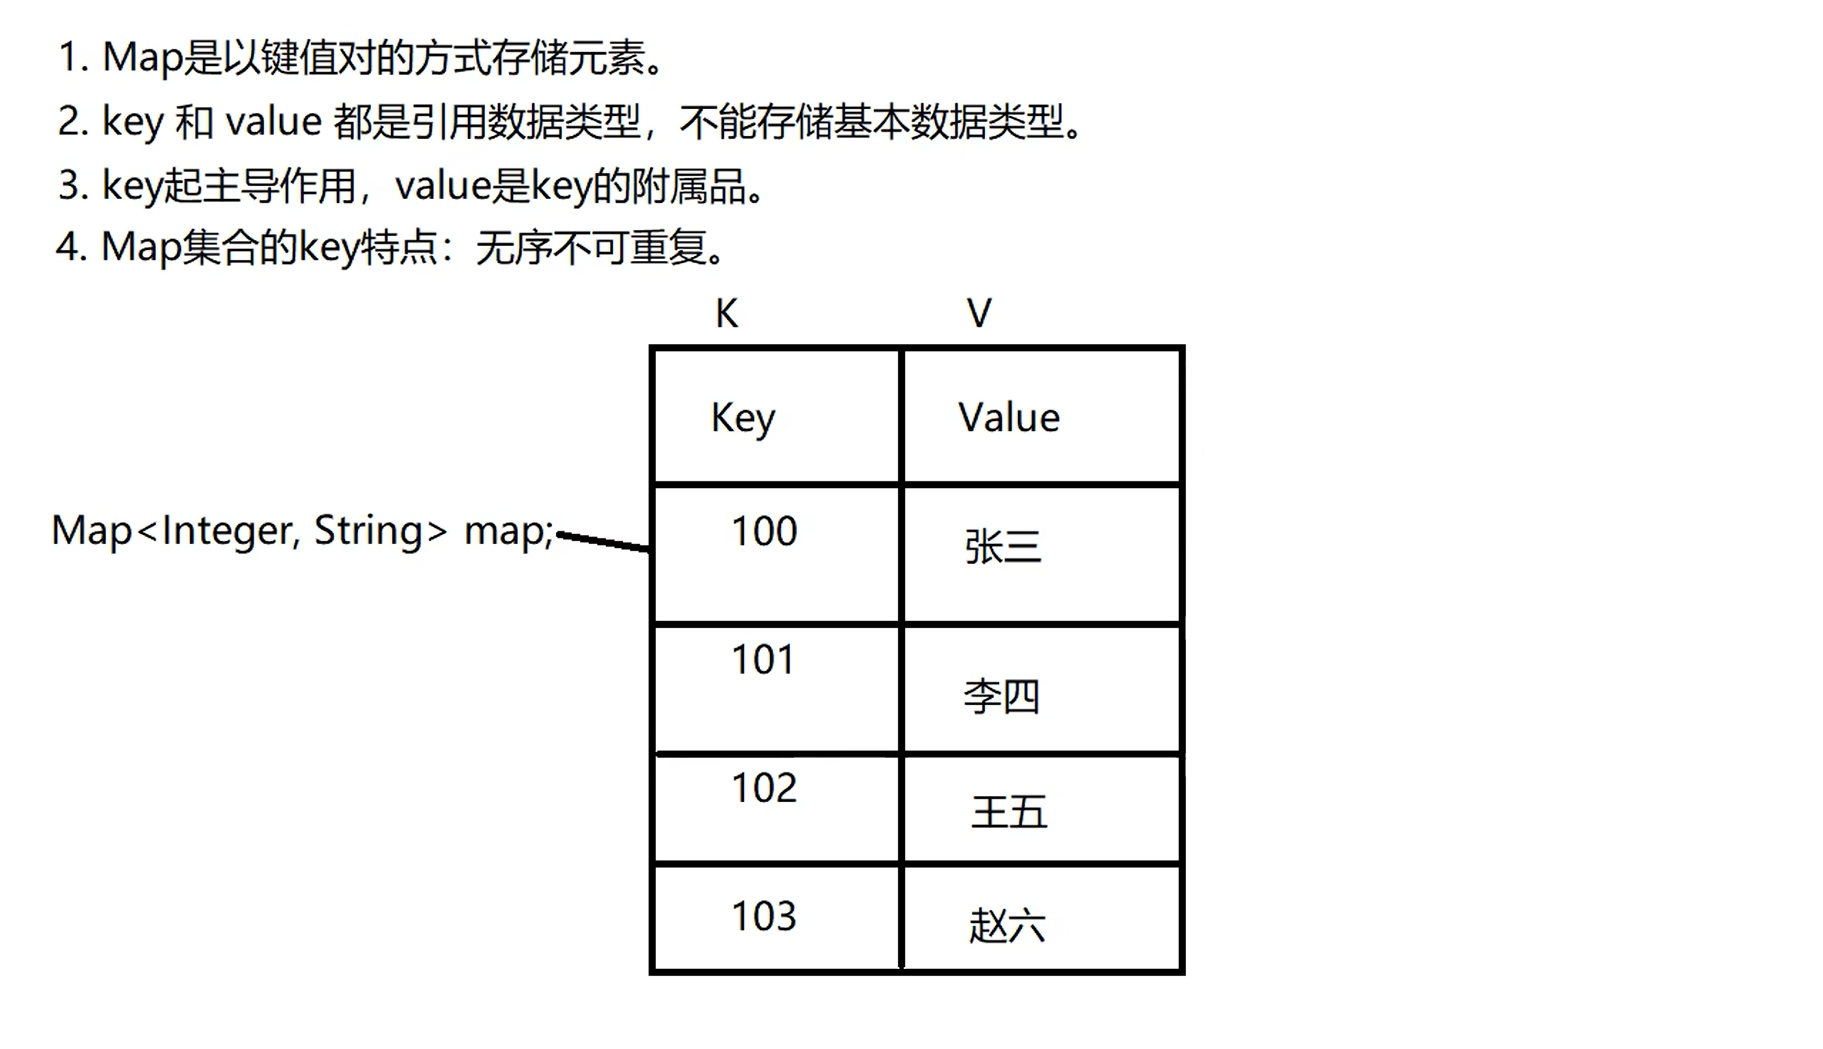 1. Map是以键值对的方式存储元素。
2. key 和 value 都是引用数据类型，不能存储基本数据类型。
3. key起主导作用，value是key的附属品。
4. Map集合的key特点：无序不可重复。
K V
Key Value
Map<Integer, String> map;
100 张三
101 李四
102 王五
103 赵六